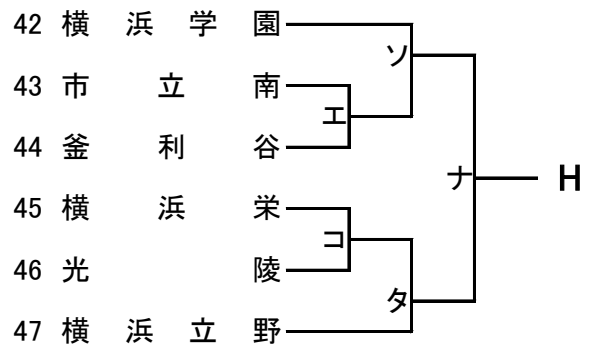 42 横浜学園
ソ
43 市立南
エ
44 釜利谷
ナ H
45 横浜栄
コ
46 光陵
タ
47 横浜立野